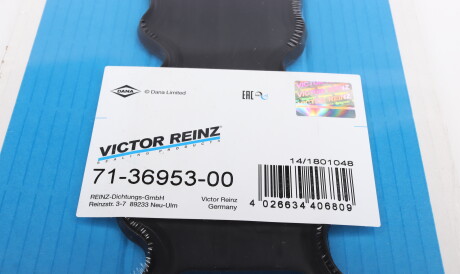 DANA
© Dana Limited
EAC
VICTOR REINZ®
SEALING PRODUCTS
71-36953-00
14/1801048
REINZ-Dichtungs-GmbH
Reinzstr. 3-7 89233 Neu-Ulm
Victor Reinz
Germany
4 026634 406809